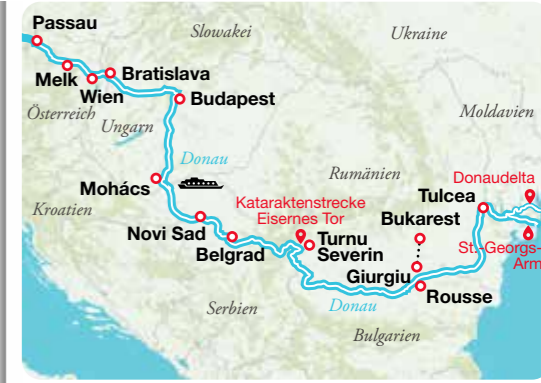 Passau
Slowakei
Ukraine
Melk
Wien
Bratislava
Budapest
Österreich
Ungarn
Moldavien
Donau
Mohács
Rumänien
Donaudelta
Tulcea
Kroatien
Kataraktenstrecke
Eisernes Tor
Bukarest
Novi Sad
Turnu
Severin
St.-Georgs-
Arm
Belgrad
Giurgiu
Rousse
Serbien
Donau
Bulgarien